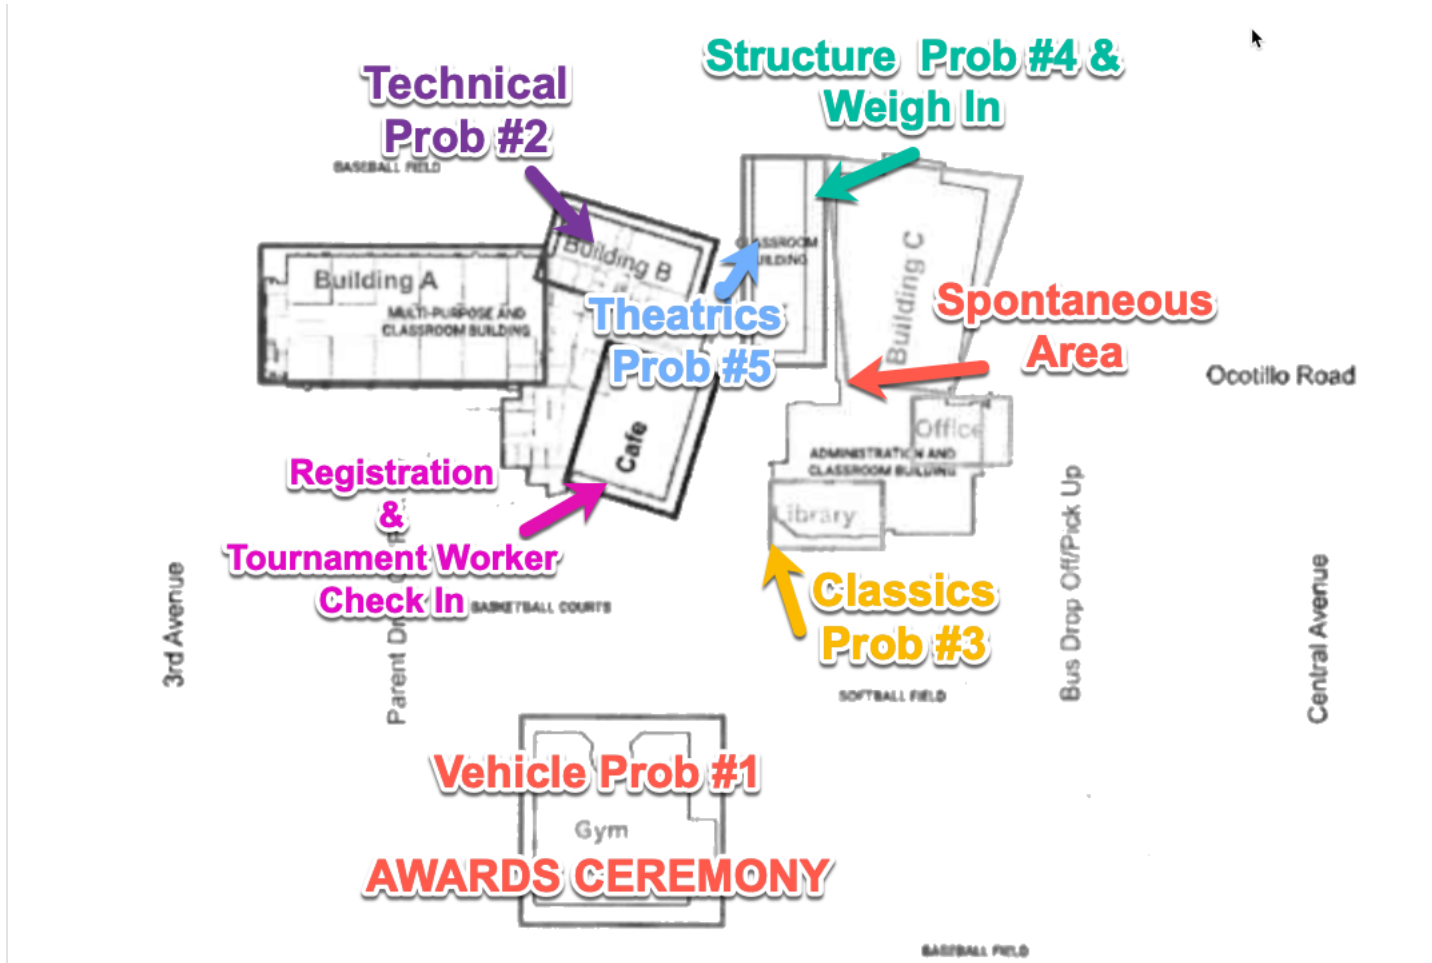 Structure Prob #4 &
Weigh In
Technical
Prob #2
BASEBALL FIELD
Building B
CLASSROOM
BUILDING
Building C
Building A
MULTI-PURPOSE AND
CLASSROOM BUILDING
Theatrics
Prob #5
Spontaneous
Area
Ocotillo Road
Cafe
Office
ADMINISTRATION AND
CLASSROOM BUILDING
Registration
&
Tournament Worker
Check In
Library
Classics
Prob #3
BASKETBALL COURTS
3rd Avenue
Parent
Bus Drop Off/Pick Up
Central Avenue
SOFTBALL FIELD
Vehicle Prob #1
Gym
AWARDS CEREMONY
BASEBALL FIELD